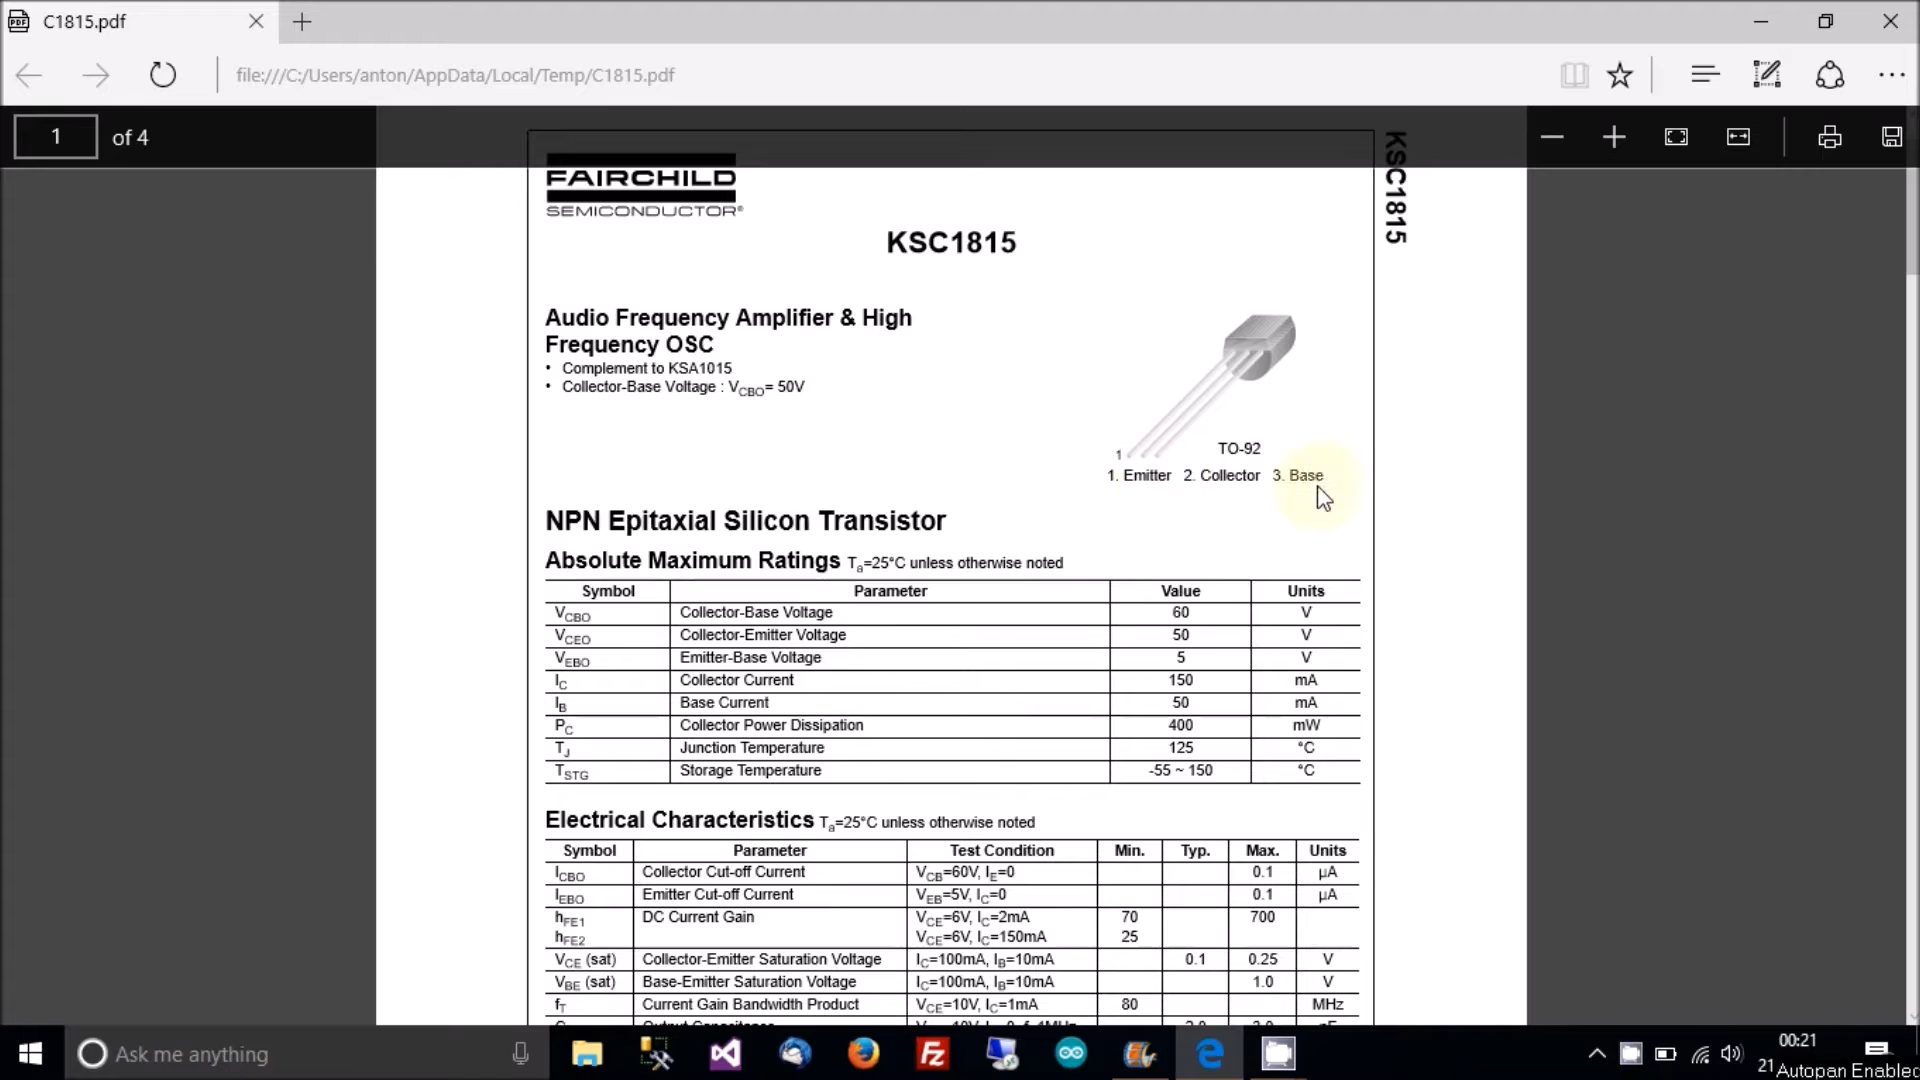 C1815.pdf
file:///C:/Users/anton/AppData/Local/Temp/C1815.pdf
1 of 4
KSC1815
FAIRCHILD
SEMICONDUCTOR®
KSC1815
Audio Frequency Amplifier & High
Frequency OSC
• Complement to KSA1015
• Collector-Base Voltage : VCBO= 50V
1
TO-92
1. Emitter 2. Collector 3. Base
NPN Epitaxial Silicon Transistor
Absolute Maximum Ratings Ta=25°C unless otherwise noted
Symbol Parameter Value Units
VCBO Collector-Base Voltage 60 V
VCEO Collector-Emitter Voltage 50 V
VEBO Emitter-Base Voltage 5 V
IC Collector Current 150 mA
IB Base Current 50 mA
PC Collector Power Dissipation 400 mW
TJ Junction Temperature 125 °C
TSTG Storage Temperature -55 ~ 150 °C
Electrical Characteristics Ta=25°C unless otherwise noted
Symbol Parameter Test Condition Min. Typ. Max. Units
ICBO Collector Cut-off Current VCB=60V, IE=0 0.1 µA
IEBO Emitter Cut-off Current VEB=5V, IC=0 0.1 µA
hFE1 DC Current Gain VCE=6V, IC=2mA 70 700
hFE2 VCE=6V, IC=150mA 25
VCE (sat) Collector-Emitter Saturation Voltage IC=100mA, IB=10mA 0.1 0.25 V
VBE (sat) Base-Emitter Saturation Voltage IC=100mA, IB=10mA 1.0 V
fT Current Gain Bandwidth Product VCE=10V, IC=1mA 80 MHz
Ask me anything
00:21
21
Autopan Enabled